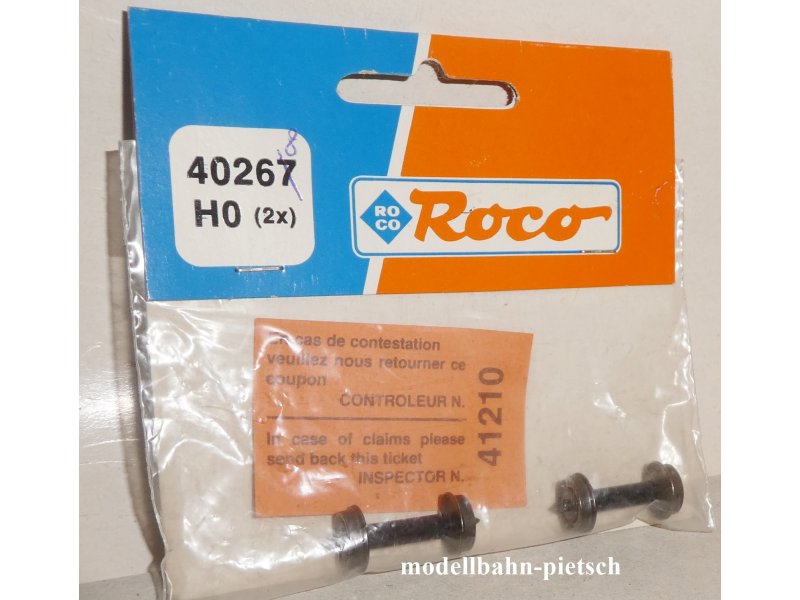 40267
H0 (2x)
RO
CO
Roco
En cas de contestation
veuillez nous retourner ce
coupon
CONTROLEUR N.
In case of claims please
send back this ticket
INSPECTOR N.
41210
modellbahn-pietsch